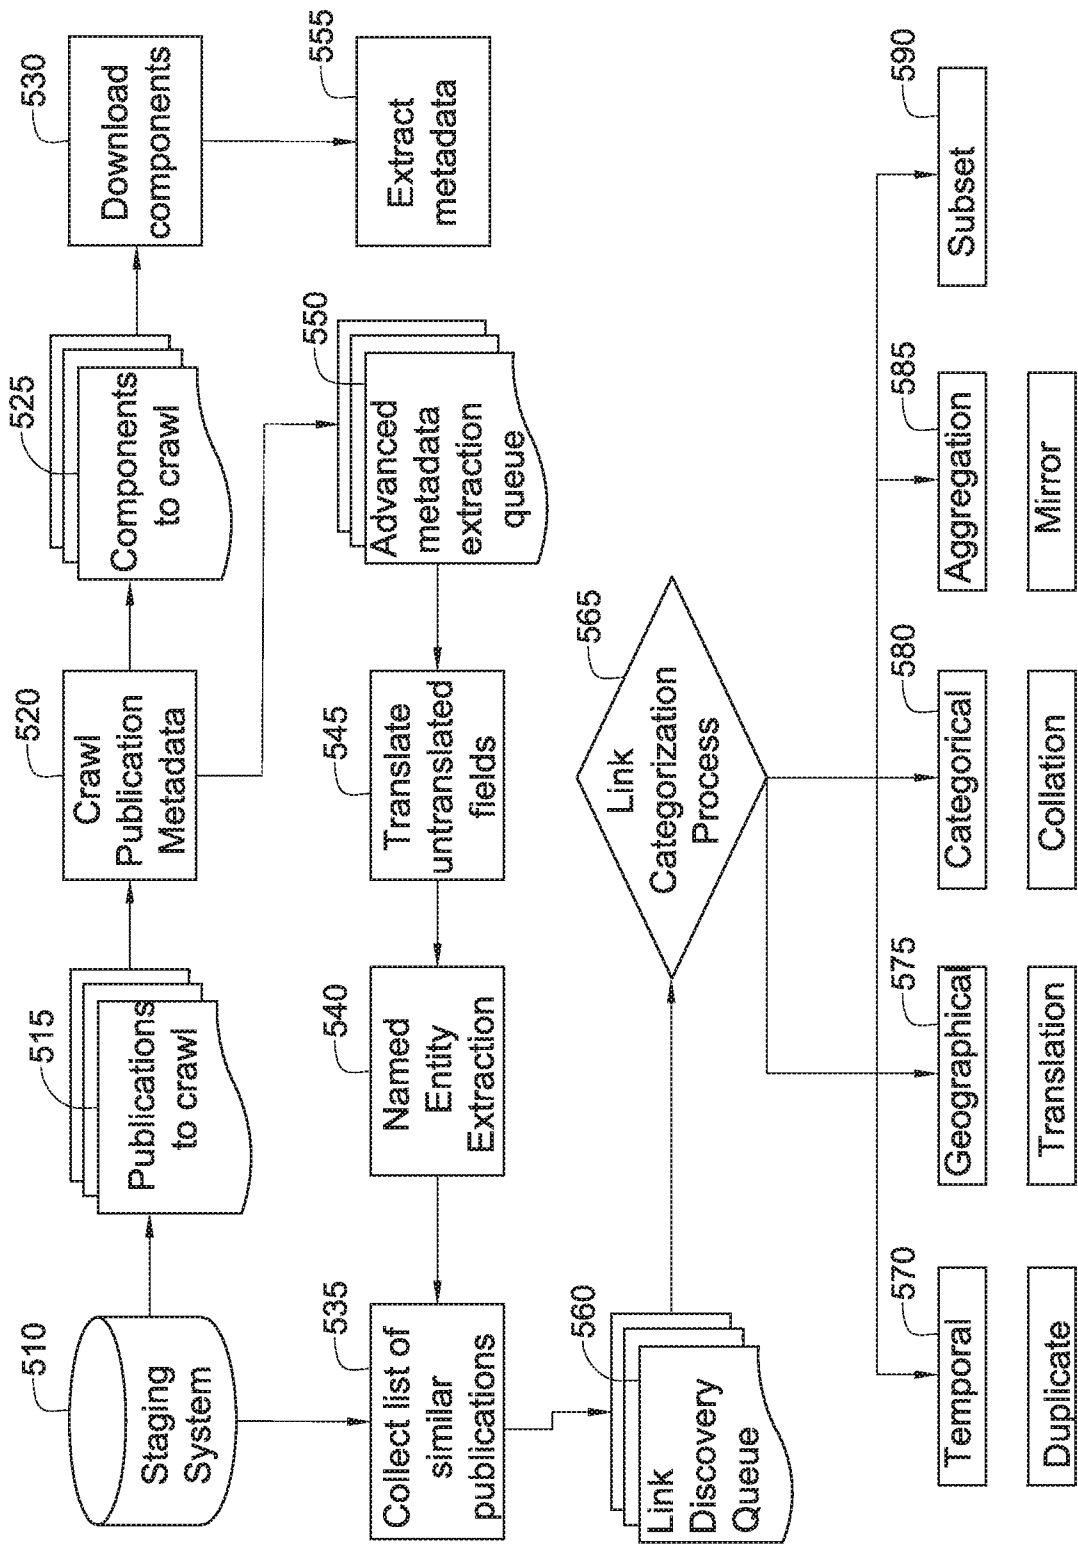 510
Staging
System
515
Publications
to crawl
520
Crawl
Publication
Metadata
525
Components
to crawl
530
Download
components
535
Collect list of
similar
publications
540
Named
Entity
Extraction
545
Translate
untranslated
fields
550
Advanced
metadata
extraction
queue
555
Extract
metadata
560
Link
Discovery
Queue
565
Link
Categorization
Process
570
Temporal
575
Geographical
580
Categorical
585
Aggregation
590
Subset
Duplicate
Translation
Collation
Mirror